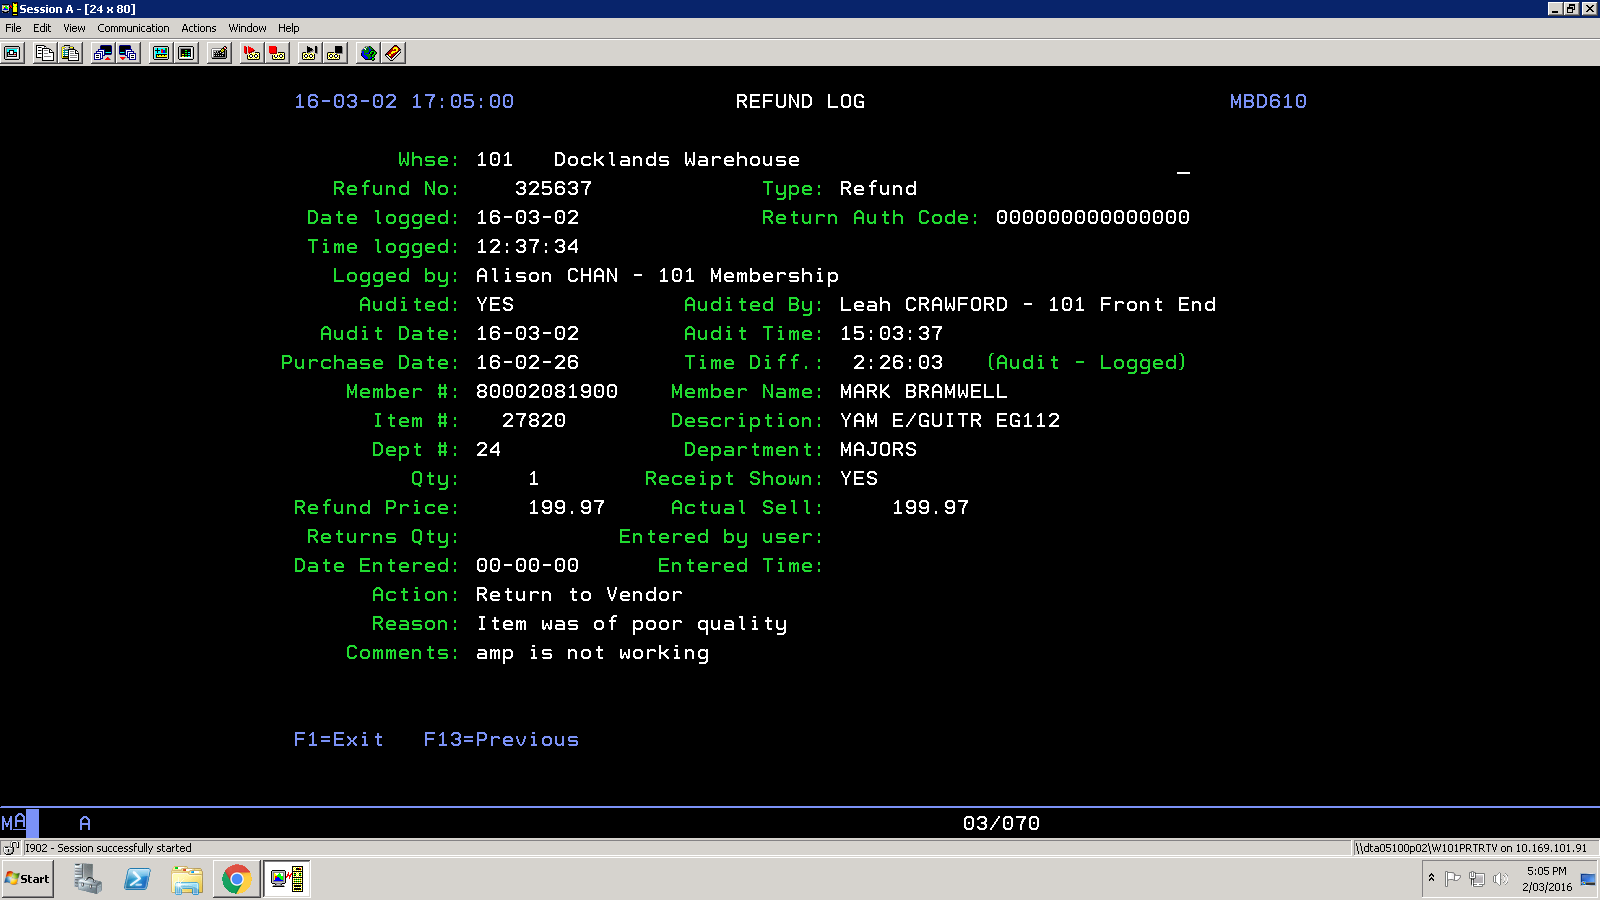 Session A - [24 x 80]
File Edit View Communication Actions Window Help
16-03-02 17:05:00 REFUND LOG MBD610
Whse: 101 Docklands Warehouse _
Refund No: 325637 Type: Refund
Date logged: 16-03-02 Return Auth Code: 000000000000000
Time logged: 12:37:34
Logged by: Alison CHAN - 101 Membership
Audited: YES Audited By: Leah CRAWFORD - 101 Front End
Audit Date: 16-03-02 Audit Time: 15:03:37
Purchase Date: 16-02-26 Time Diff.: 2:26:03 (Audit - Logged)
Member #: 80002081900 Member Name: MARK BRAMWELL
Item #: 27820 Description: YAM E/GUITR EG112
Dept #: 24 Department: MAJORS
Qty: 1 Receipt Shown: YES
Refund Price: 199.97 Actual Sell: 199.97
Returns Qty: Entered by user:
Date Entered: 00-00-00 Entered Time:
Action: Return to Vendor
Reason: Item was of poor quality
Comments: amp is not working
F1=Exit F13=Previous
MA A 03/070
I902 - Session successfully started \\dta05100p02\W101PRTRTV on 10.169.101.91
Start 5:05 PM
2/03/2016